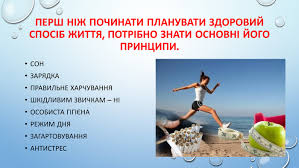 ПЕРШ НІЖ ПОЧИНАТИ ПЛАНУВАТИ ЗДОРОВИЙ
СПОСІБ ЖИТТЯ, ПОТРІБНО ЗНАТИ ОСНОВНІ ЙОГО
ПРИНЦИПИ.
• СОН
• ЗАРЯДКА
• ПРАВИЛЬНЕ ХАРЧУВАННЯ
• ШКІДЛИВИМ ЗВИЧКАМ – НІ
• ОСОБИСТА ГІГІЄНА
• РЕЖИМ ДНЯ
• ЗАГАРТОВУВАННЯ
• АНТИСТРЕС